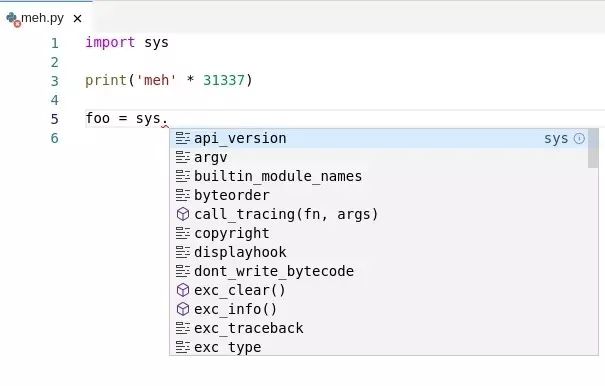 meh.py ×
1 import sys
2
3 print('meh' * 31337)
4
5 foo = sys.
6
api_version sys
argv
builtin_module_names
byteorder
call_tracing(fn, args)
copyright
displayhook
dont_write_bytecode
exc_clear()
exc_info()
exc_traceback
exc_type